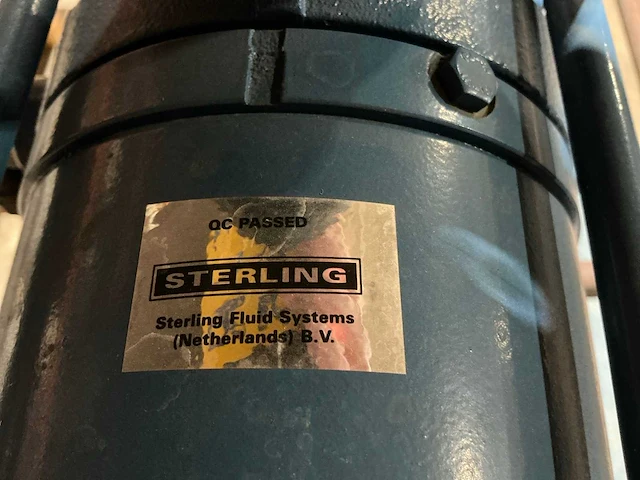 QC PASSED
STERLING
Sterling Fluid Systems
(Netherlands) B.V.